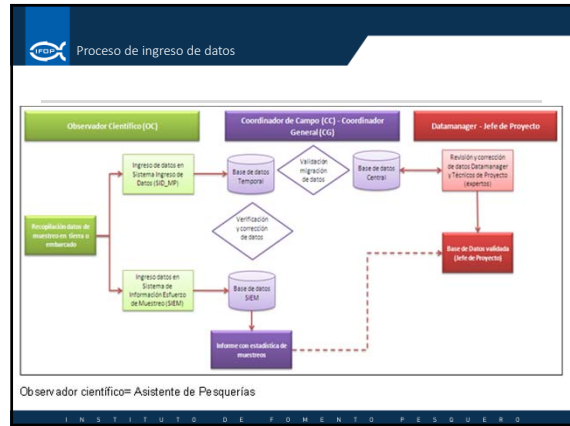 IFOP
Proceso de ingreso de datos
Observador Científico (OC)
Coordinador de Campo (CC) - Coordinador
General (CG)
Datamanager - Jefe de Proyecto
Ingreso de datos en
Sistema Ingreso de
Datos (SID_MP)
Base de datos
Temporal
Validación
migración
de datos
Base de datos
Central
Revisión y corrección
de datos Datamanager
y Técnicos de Proyecto
(expertos)
Recopilación datos de
muestreo en tierra o
embarcado
Verificación
y corrección
de datos
Base de Datos validada
(Jefe de Proyecto)
Ingreso datos en
Sistema de
Información Esfuerzo
de Muestreo (SIEM)
Base de datos
SIEM
Informe con estadística de
muestreos
Observador científico= Asistente de Pesquerías
INSTITUTO DE FOMENTO PESQUERO